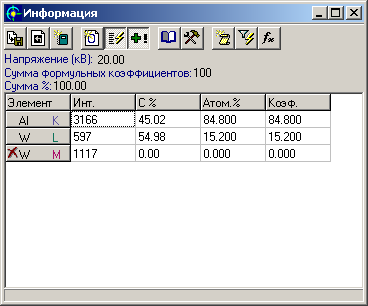 Информация
Напряжение (кВ): 20.00
Сумма формульных коэффициентов: 100
Сумма %: 100.00
Элемент Инт. С % Атом.% Коэф.
Al K 3166 45.02 84.800 84.800
W L 597 54.98 15.200 15.200
W M 1117 0.00 0.000 0.000